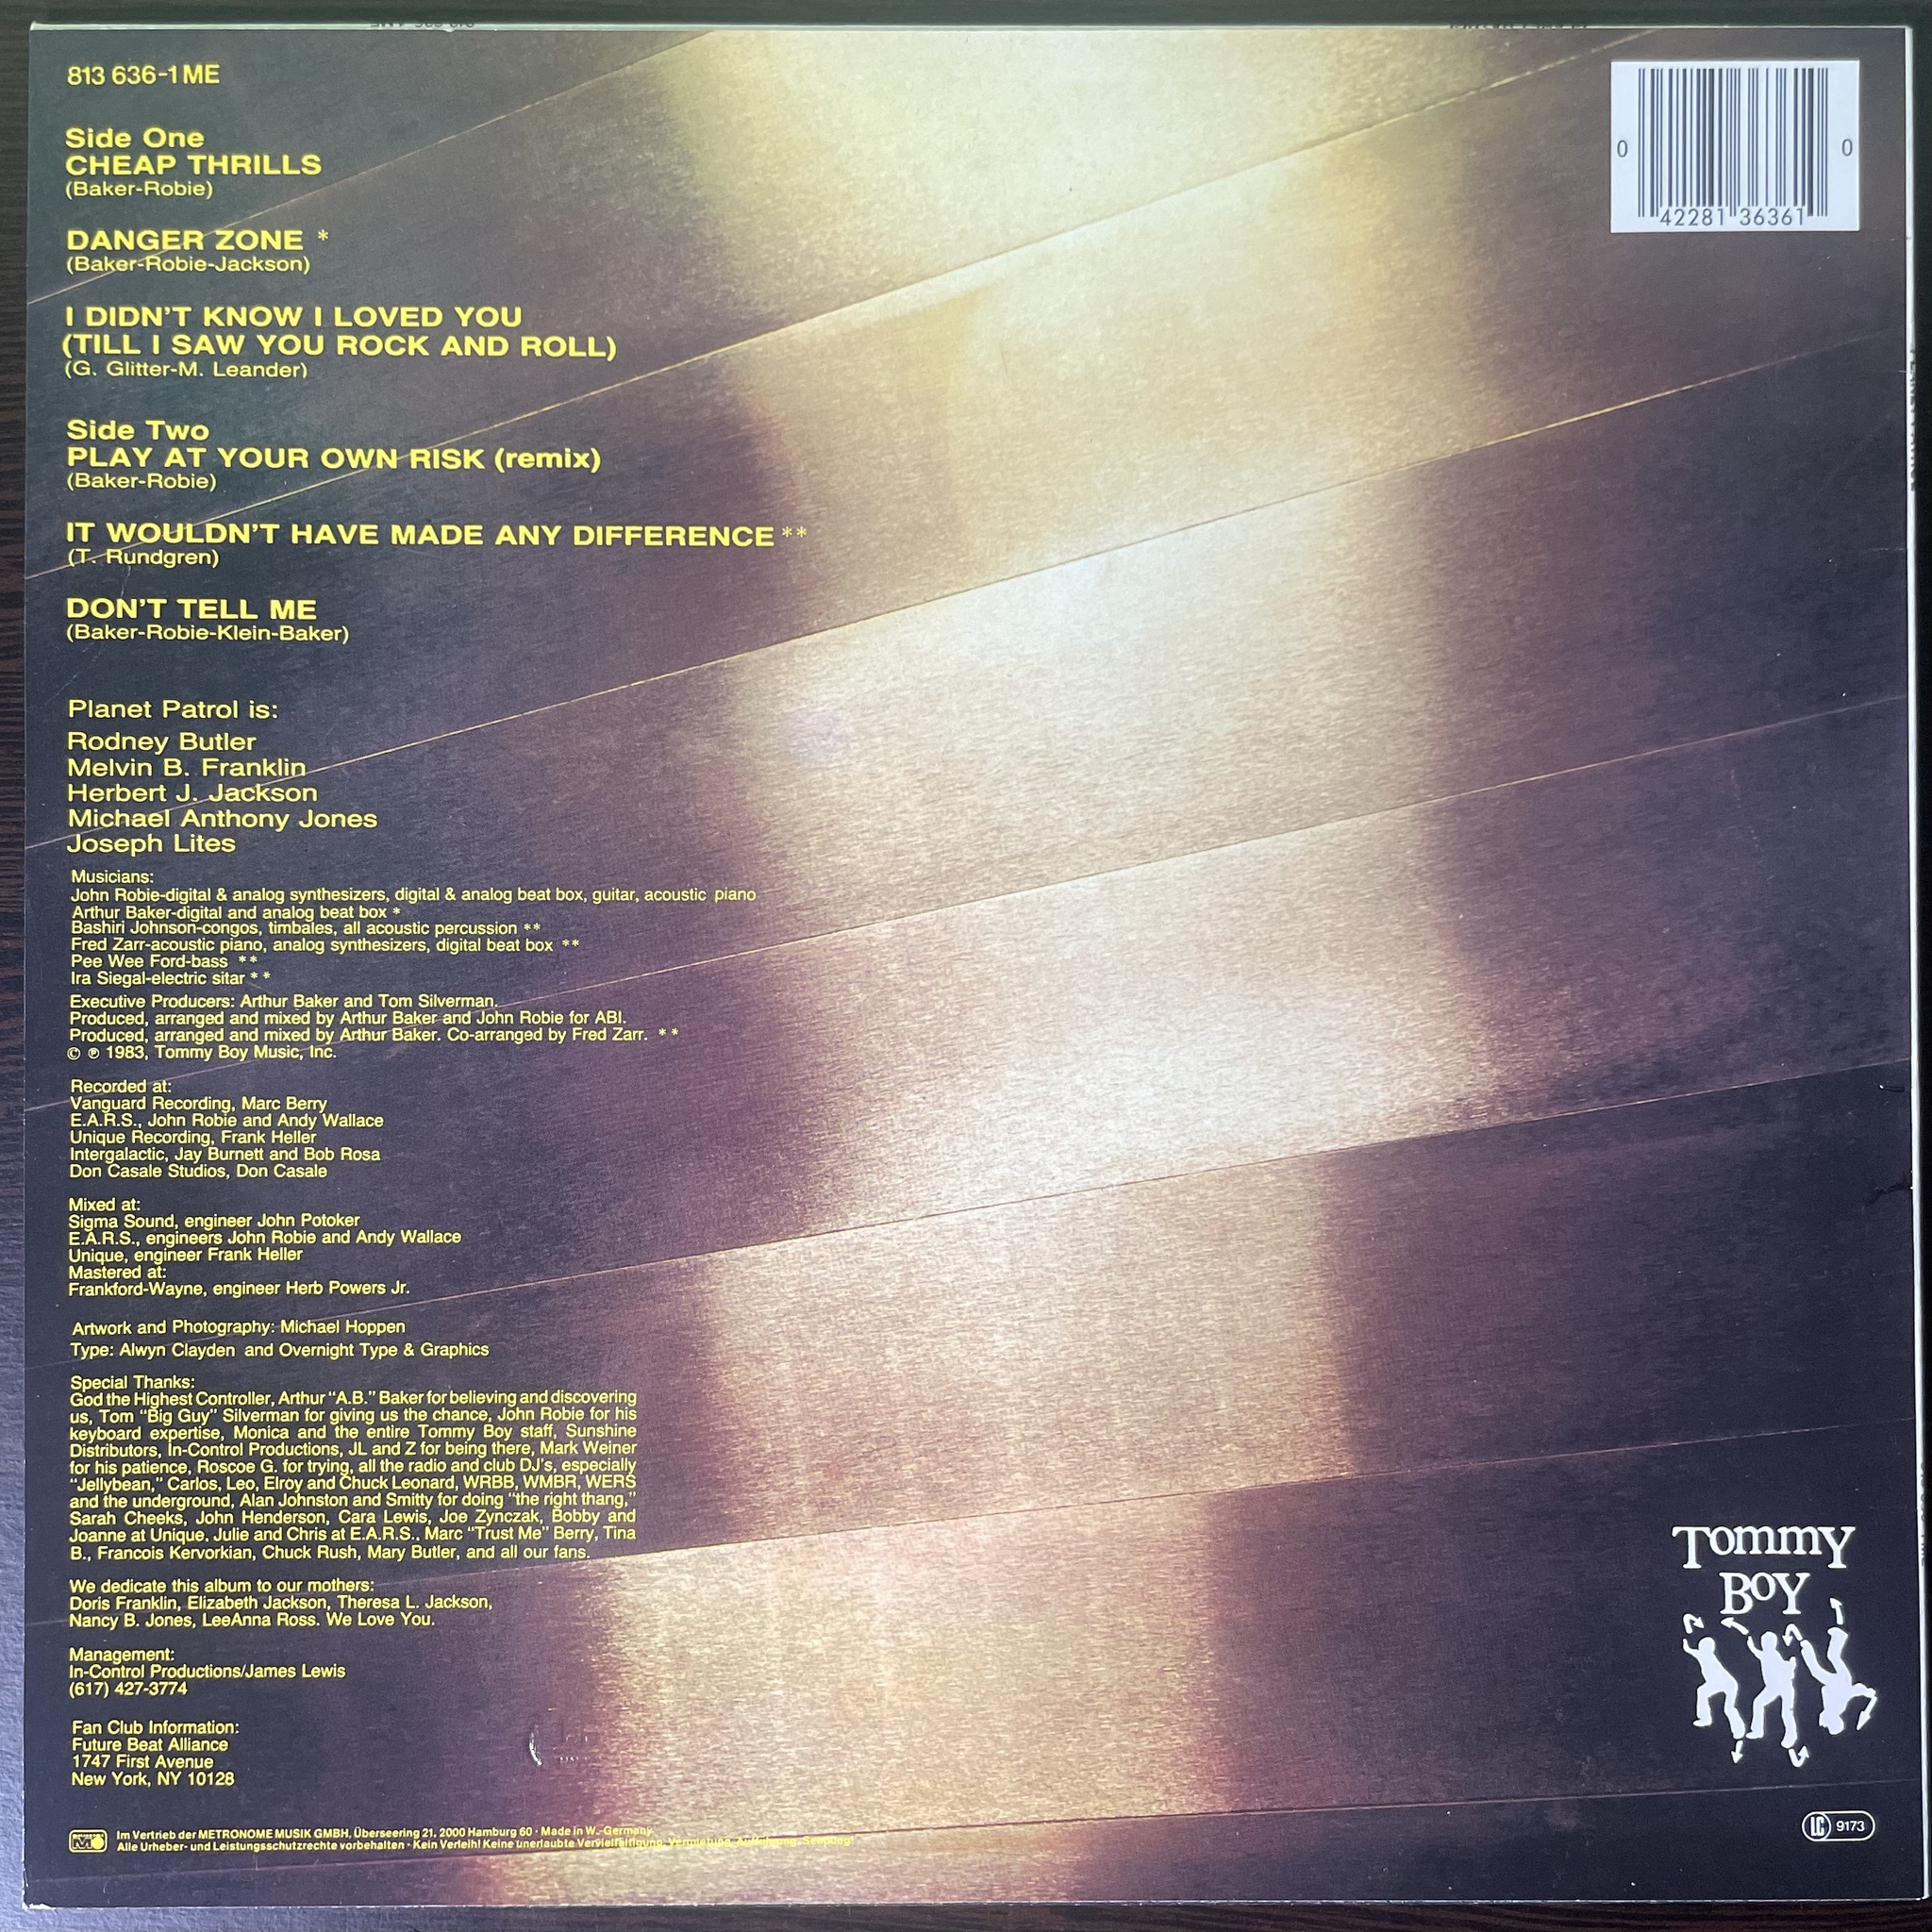 813 636-1 ME
Side One
CHEAP THRILLS
(Baker-Robie)
DANGER ZONE *
(Baker-Robie-Jackson)
I DIDN'T KNOW I LOVED YOU
(TILL I SAW YOU ROCK AND ROLL)
(G. Glitter-M. Leander)
Side Two
PLAY AT YOUR OWN RISK (remix)
(Baker-Robie)
IT WOULDN'T HAVE MADE ANY DIFFERENCE **
(T. Rundgren)
DON'T TELL ME
(Baker-Robie-Klein-Baker)
Planet Patrol is:
Rodney Butler
Melvin B. Franklin
Herbert J. Jackson
Michael Anthony Jones
Joseph Lites
Musicians:
John Robie-digital & analog synthesizers, digital & analog beat box, guitar, acoustic piano
Arthur Baker-digital and analog beat box *
Bashiri Johnson-congos, timbales, all acoustic percussion **
Fred Zarr-acoustic piano, analog synthesizers, digital beat box **
Pee Wee Ford-bass **
Ira Siegal-electric sitar **
Executive Producers: Arthur Baker and Tom Silverman.
Produced, arranged and mixed by Arthur Baker and John Robie for ABI.
Produced, arranged and mixed by Arthur Baker. Co-arranged by Fred Zarr. **
© ℗ 1983, Tommy Boy Music, Inc.
Recorded at:
Vanguard Recording, Marc Berry
E.A.R.S., John Robie and Andy Wallace
Unique Recording, Frank Heller
Intergalactic, Jay Burnett and Bob Rosa
Don Casale Studios, Don Casale
Mixed at:
Sigma Sound, engineer John Potoker
E.A.R.S., engineers John Robie and Andy Wallace
Unique, engineer Frank Heller
Mastered at:
Frankford-Wayne, engineer Herb Powers Jr.
Artwork and Photography: Michael Hoppen
Type: Alwyn Clayden and Overnight Type & Graphics
Special Thanks:
God the Highest Controller, Arthur "A.B." Baker for believing and discovering
us, Tom "Big Guy" Silverman for giving us the chance, John Robie for his
keyboard expertise, Monica and the entire Tommy Boy staff, Sunshine
Distributors, In-Control Productions, JL and Z for being there, Mark Weiner
for his patience, Roscoe G. for trying, all the radio and club DJ's, especially
"Jellybean," Carlos, Leo, Elroy and Chuck Leonard, WRBB, WMBR, WERS
and the underground, Alan Johnston and Smitty for doing "the right thang,"
Sarah Cheeks, John Henderson, Cara Lewis, Joe Zynczak, Bobby and
Joanne at Unique. Julie and Chris at E.A.R.S., Marc "Trust Me" Berry, Tina
B., Francois Kervorkian, Chuck Rush, Mary Butler, and all our fans.
We dedicate this album to our mothers:
Doris Franklin, Elizabeth Jackson, Theresa L. Jackson,
Nancy B. Jones, LeeAnna Ross. We Love You.
Management:
In-Control Productions/James Lewis
(617) 427-3774
Fan Club Information:
Future Beat Alliance
1747 First Avenue
New York, NY 10128
Im Vertrieb der METRONOME MUSIK GMBH, Überseering 21, 2000 Hamburg 60 · Made in W.-Germany
Alle Urheber- und Leistungsschutzrechte vorbehalten · Kein Verleih! Keine unerlaubte Vervielfältigung, Vermietung, Aufführung, Sendung!
0 42281 36361 0
Tommy
Boy
LC 9173